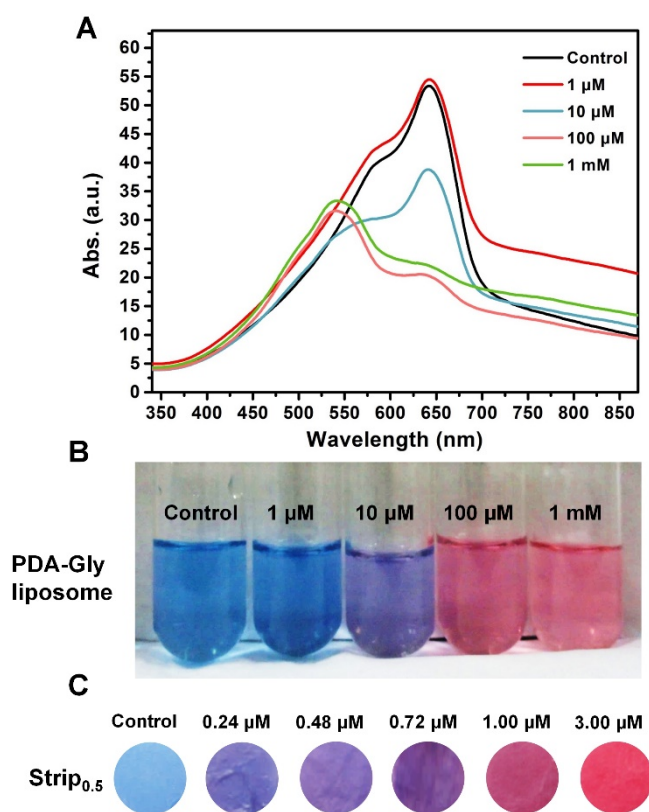 A
Abs. (a.u.)
60
55
50
45
40
35
30
25
20
15
10
5
0
Control
1 µM
10 µM
100 µM
1 mM
350 400 450 500 550 600 650 700 750 800 850
Wavelength (nm)
B
PDA-Gly
liposome
Control 1 µM 10 µM 100 µM 1 mM
C
Control 0.24 µM 0.48 µM 0.72 µM 1.00 µM 3.00 µM
Strip0.5